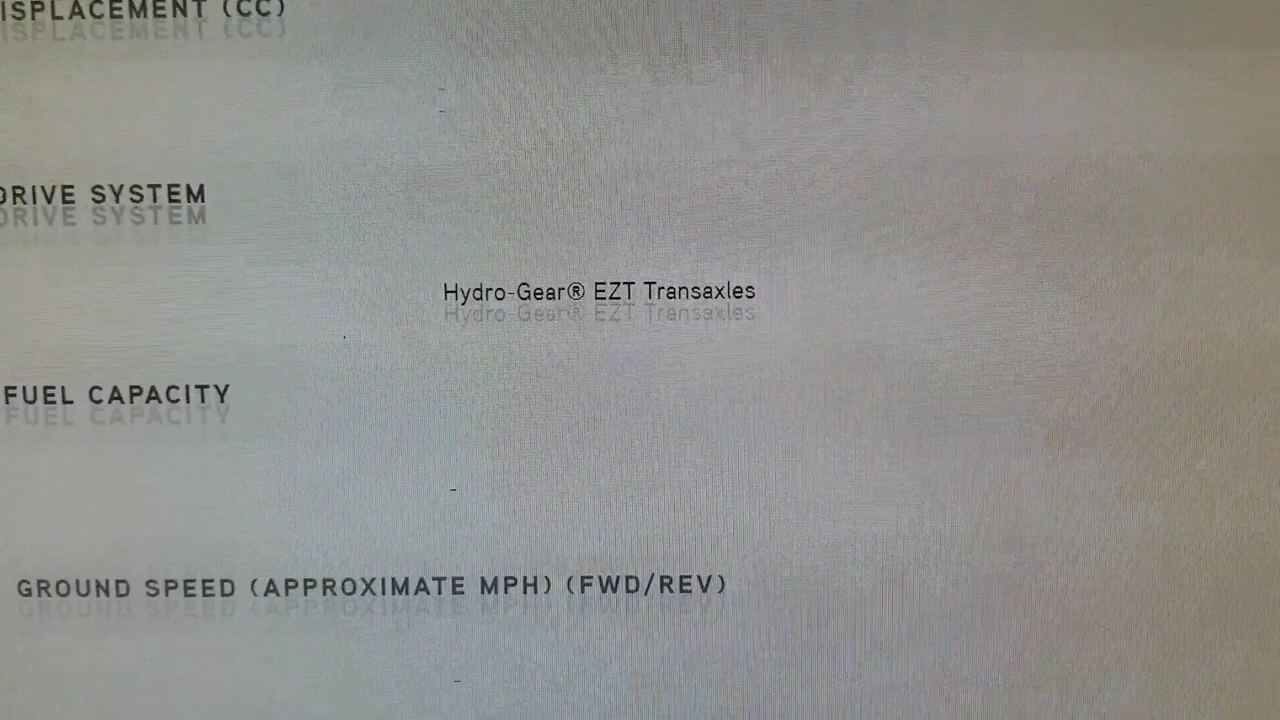 ISPLACEMENT (CC)
-
-
DRIVE SYSTEM
Hydro-Gear® EZT Transaxles
FUEL CAPACITY
-
GROUND SPEED (APPROXIMATE MPH) (FWD/REV)
-